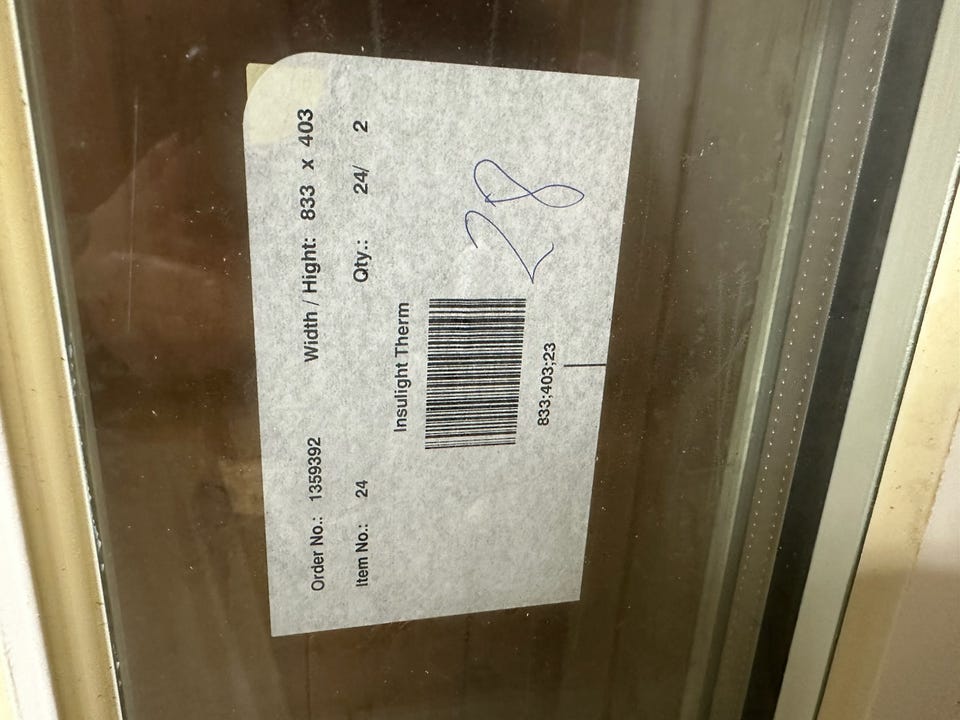 Order No.: 1359392 Width / Hight: 833 x 403
Item No.: 24 Qty.: 24/ 2
Insulight Therm
28
833;403;23